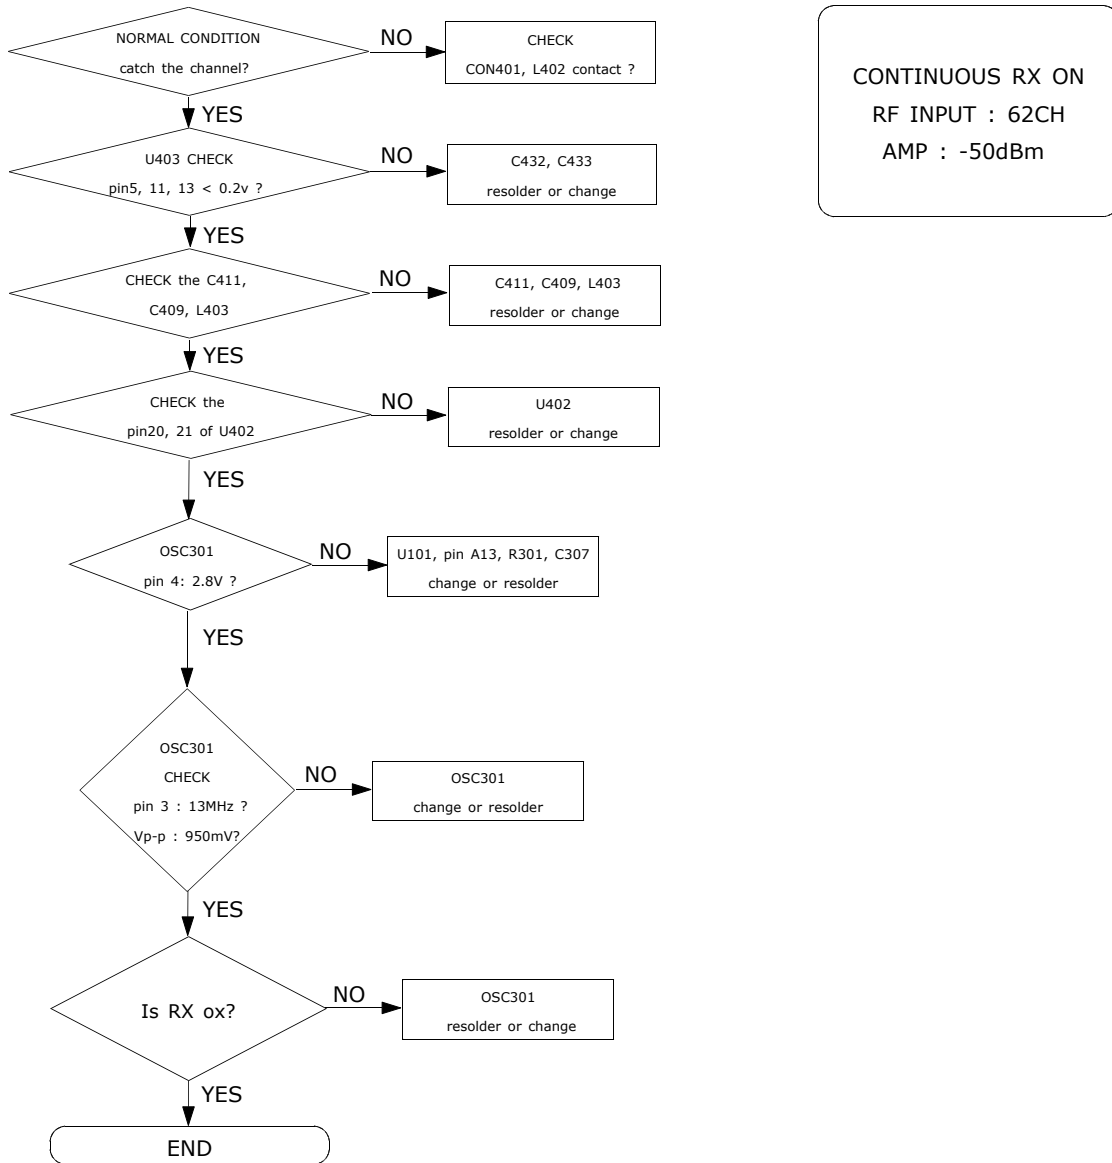 NORMAL CONDITION
catch the channel?
NO
CHECK
CON401, L402 contact ?
CONTINUOUS RX ON
RF INPUT : 62CH
AMP : -50dBm
YES
U403 CHECK
pin5, 11, 13 < 0.2v ?
NO
C432, C433
resolder or change
YES
CHECK the C411,
C409, L403
NO
C411, C409, L403
resolder or change
YES
CHECK the
pin20, 21 of U402
NO
U402
resolder or change
YES
OSC301
pin 4: 2.8V ?
NO
U101, pin A13, R301, C307
change or resolder
YES
OSC301
CHECK
pin 3 : 13MHz ?
Vp-p : 950mV?
NO
OSC301
change or resolder
YES
Is RX ox?
NO
OSC301
resolder or change
YES
END